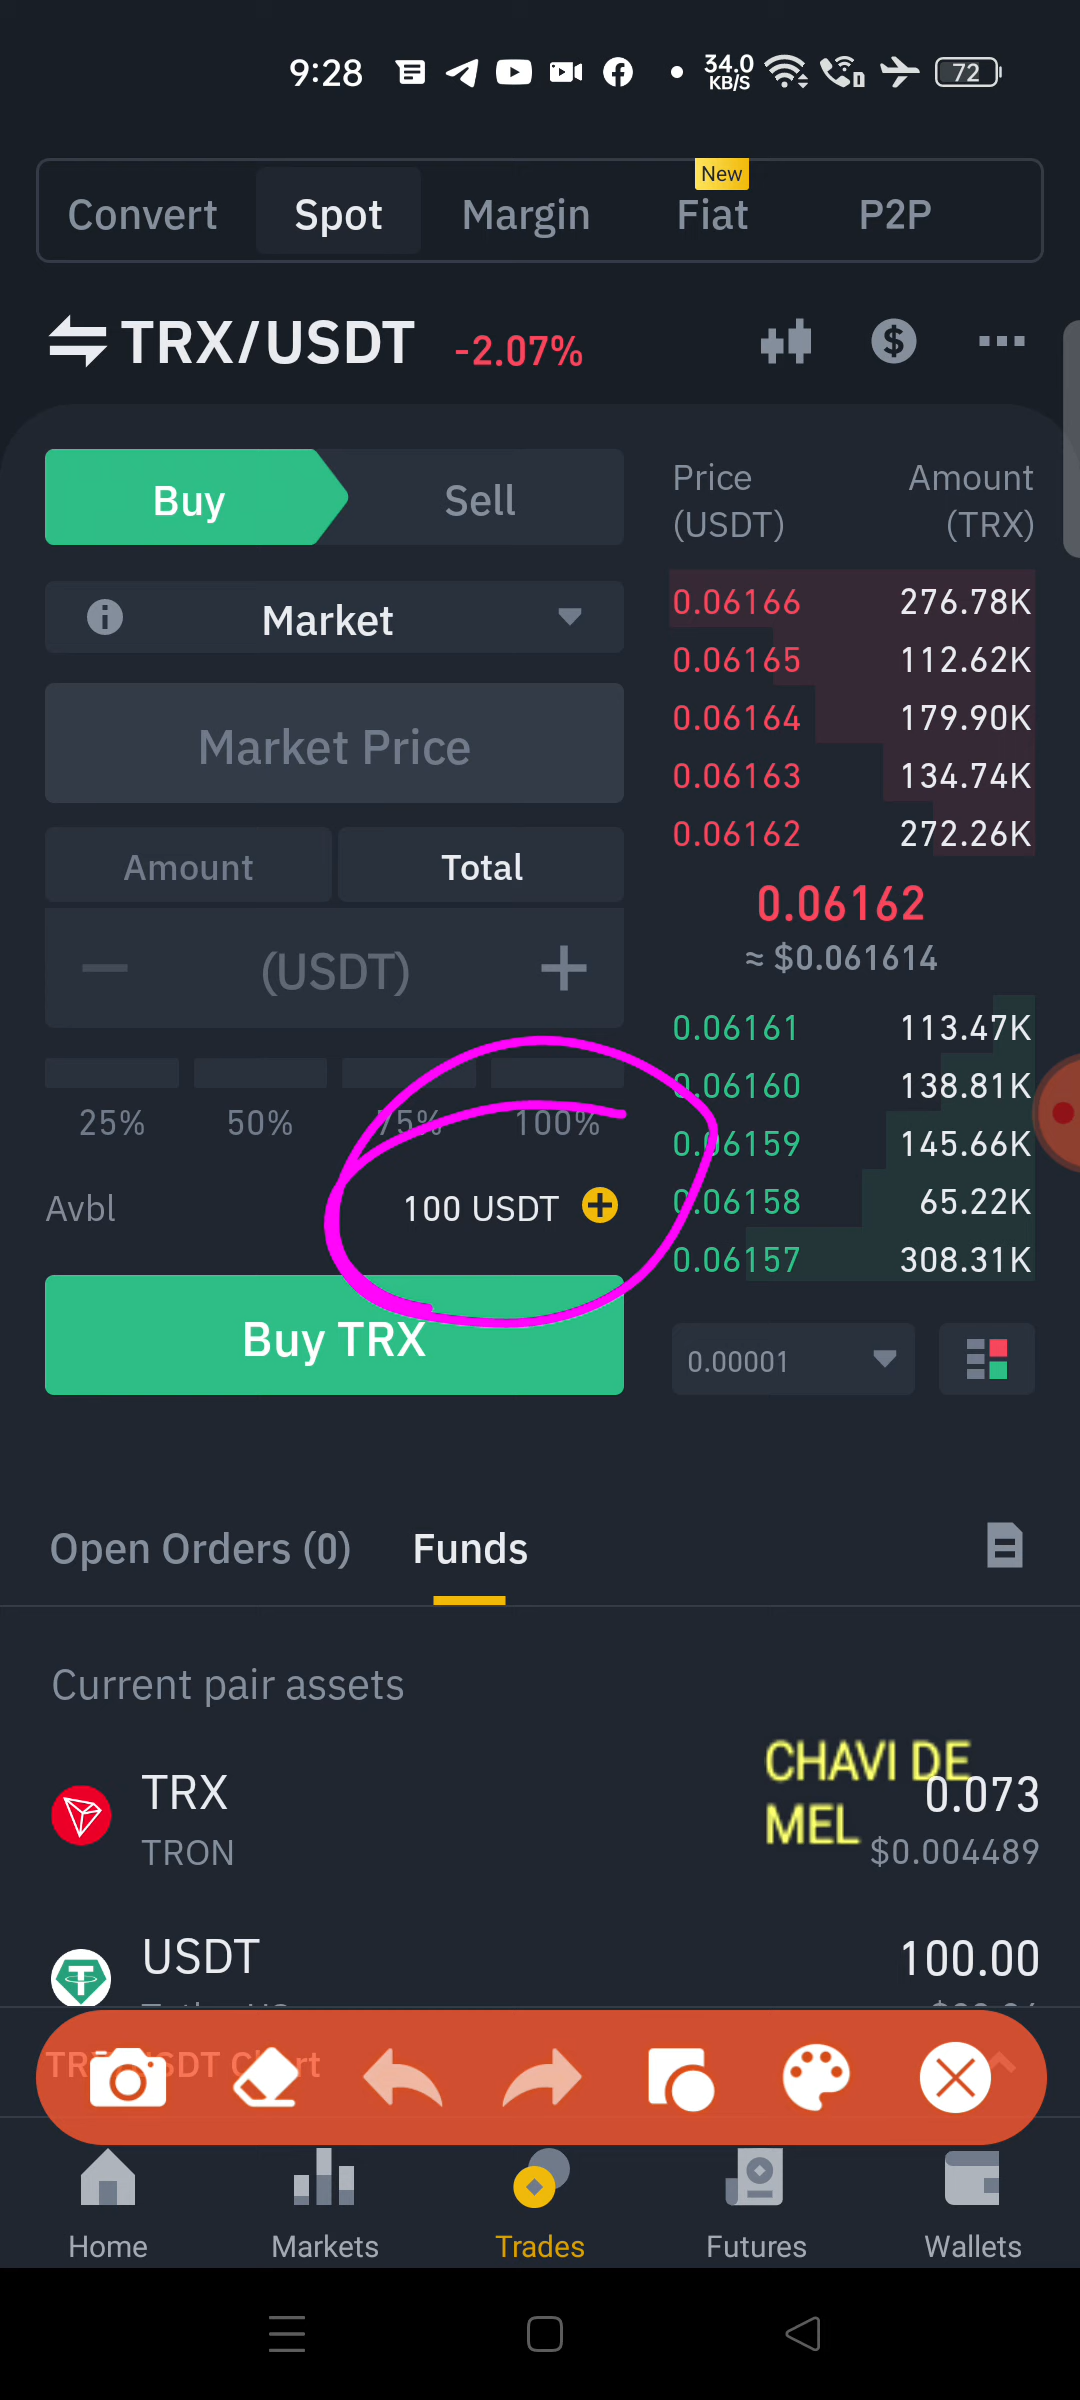 9:28
34.0
KB/S
72
New
Convert Spot Margin Fiat P2P
TRX/USDT -2.07%
Buy Sell
Market
Market Price
Amount Total
(USDT)
25% 50% 75% 100%
Avbl 100 USDT
Buy TRX
Price Amount
(USDT) (TRX)
0.06166 276.78K
0.06165 112.62K
0.06164 179.90K
0.06163 134.74K
0.06162 272.26K
0.06162
≈ $0.061614
0.06161 113.47K
0.06160 138.81K
0.06159 145.66K
0.06158 65.22K
0.06157 308.31K
0.00001
Open Orders (0) Funds
Current pair assets
TRX 0.073
TRON $0.004489
CHAVI DE
MEL
USDT 100.00
Home Markets Trades Futures Wallets